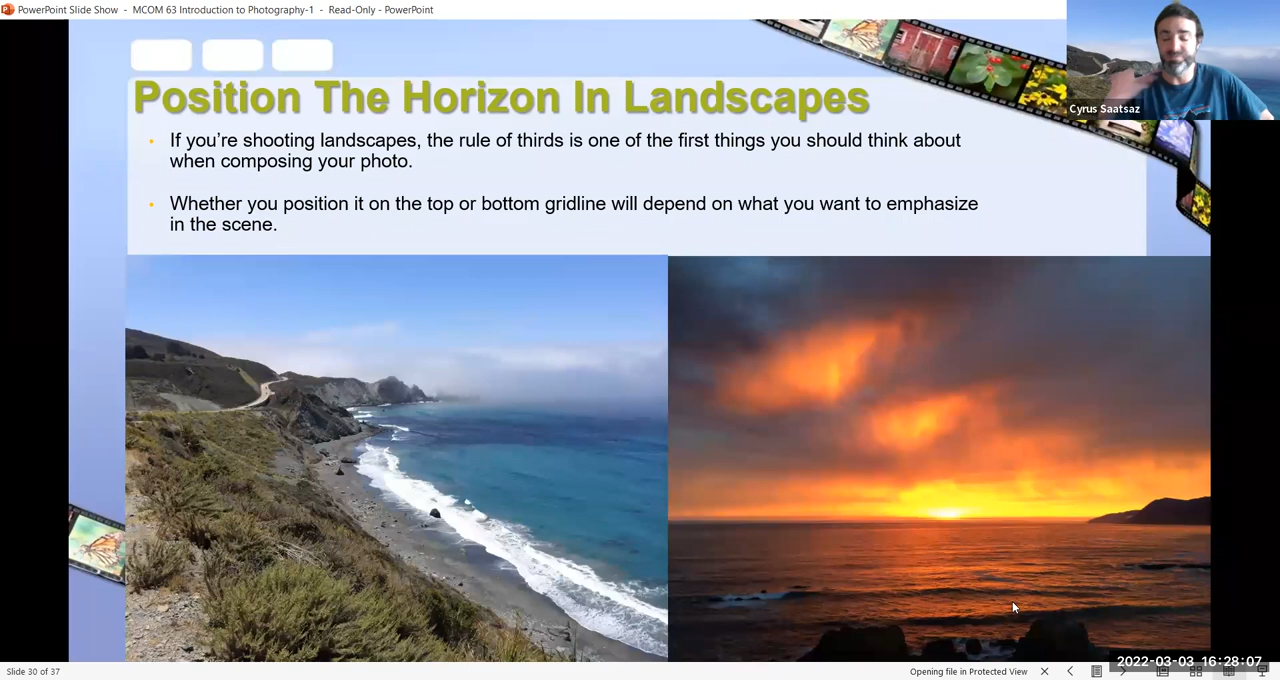 PowerPoint Slide Show - MCOM 63 Introduction to Photography-1 - Read-Only - PowerPoint
Cyrus Saatsaz
Position The Horizon In Landscapes
• If you’re shooting landscapes, the rule of thirds is one of the first things you should think about
when composing your photo.
• Whether you position it on the top or bottom gridline will depend on what you want to emphasize
in the scene.
2022-03-03 16:28:07
Slide 30 of 37
Opening file in Protected View